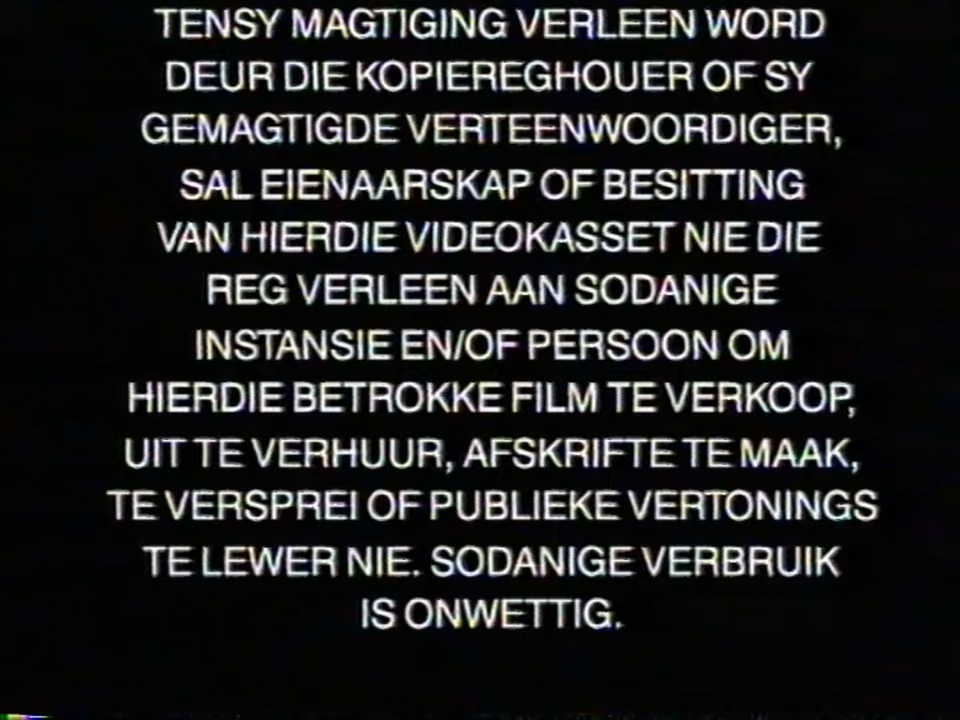 TENSY MAGTIGING VERLEEN WORD
DEUR DIE KOPIEREGHOUER OF SY
GEMAGTIGDE VERTEENWOORDIGER,
SAL EIENAARSKAP OF BESITTING
VAN HIERDIE VIDEOKASSET NIE DIE
REG VERLEEN AAN SODANIGE
INSTANSIE EN/OF PERSOON OM
HIERDIE BETROKKE FILM TE VERKOOP,
UIT TE VERHUUR, AFSKRIFTE TE MAAK,
TE VERSPREI OF PUBLIEKE VERTONINGS
TE LEWER NIE. SODANIGE VERBRUIK
IS ONWETTIG.